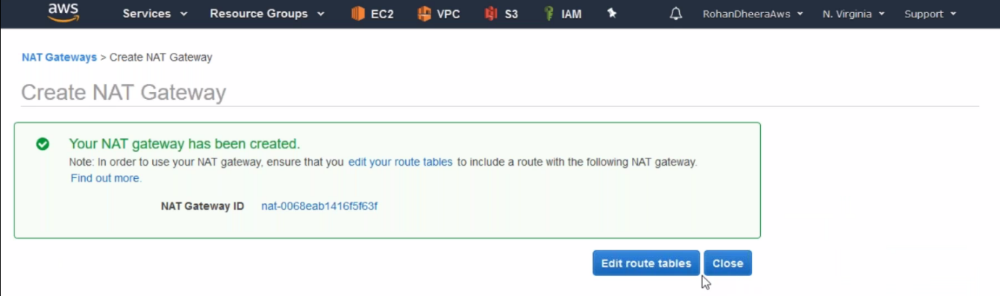 aws Services Resource Groups EC2 VPC S3 IAM RohanDheeraAws N. Virginia Support
NAT Gateways > Create NAT Gateway
Create NAT Gateway
Your NAT gateway has been created.
Note: In order to use your NAT gateway, ensure that you edit your route tables to include a route with the following NAT gateway.
Find out more.
NAT Gateway ID nat-0068eab1416f5f63f
Edit route tables Close